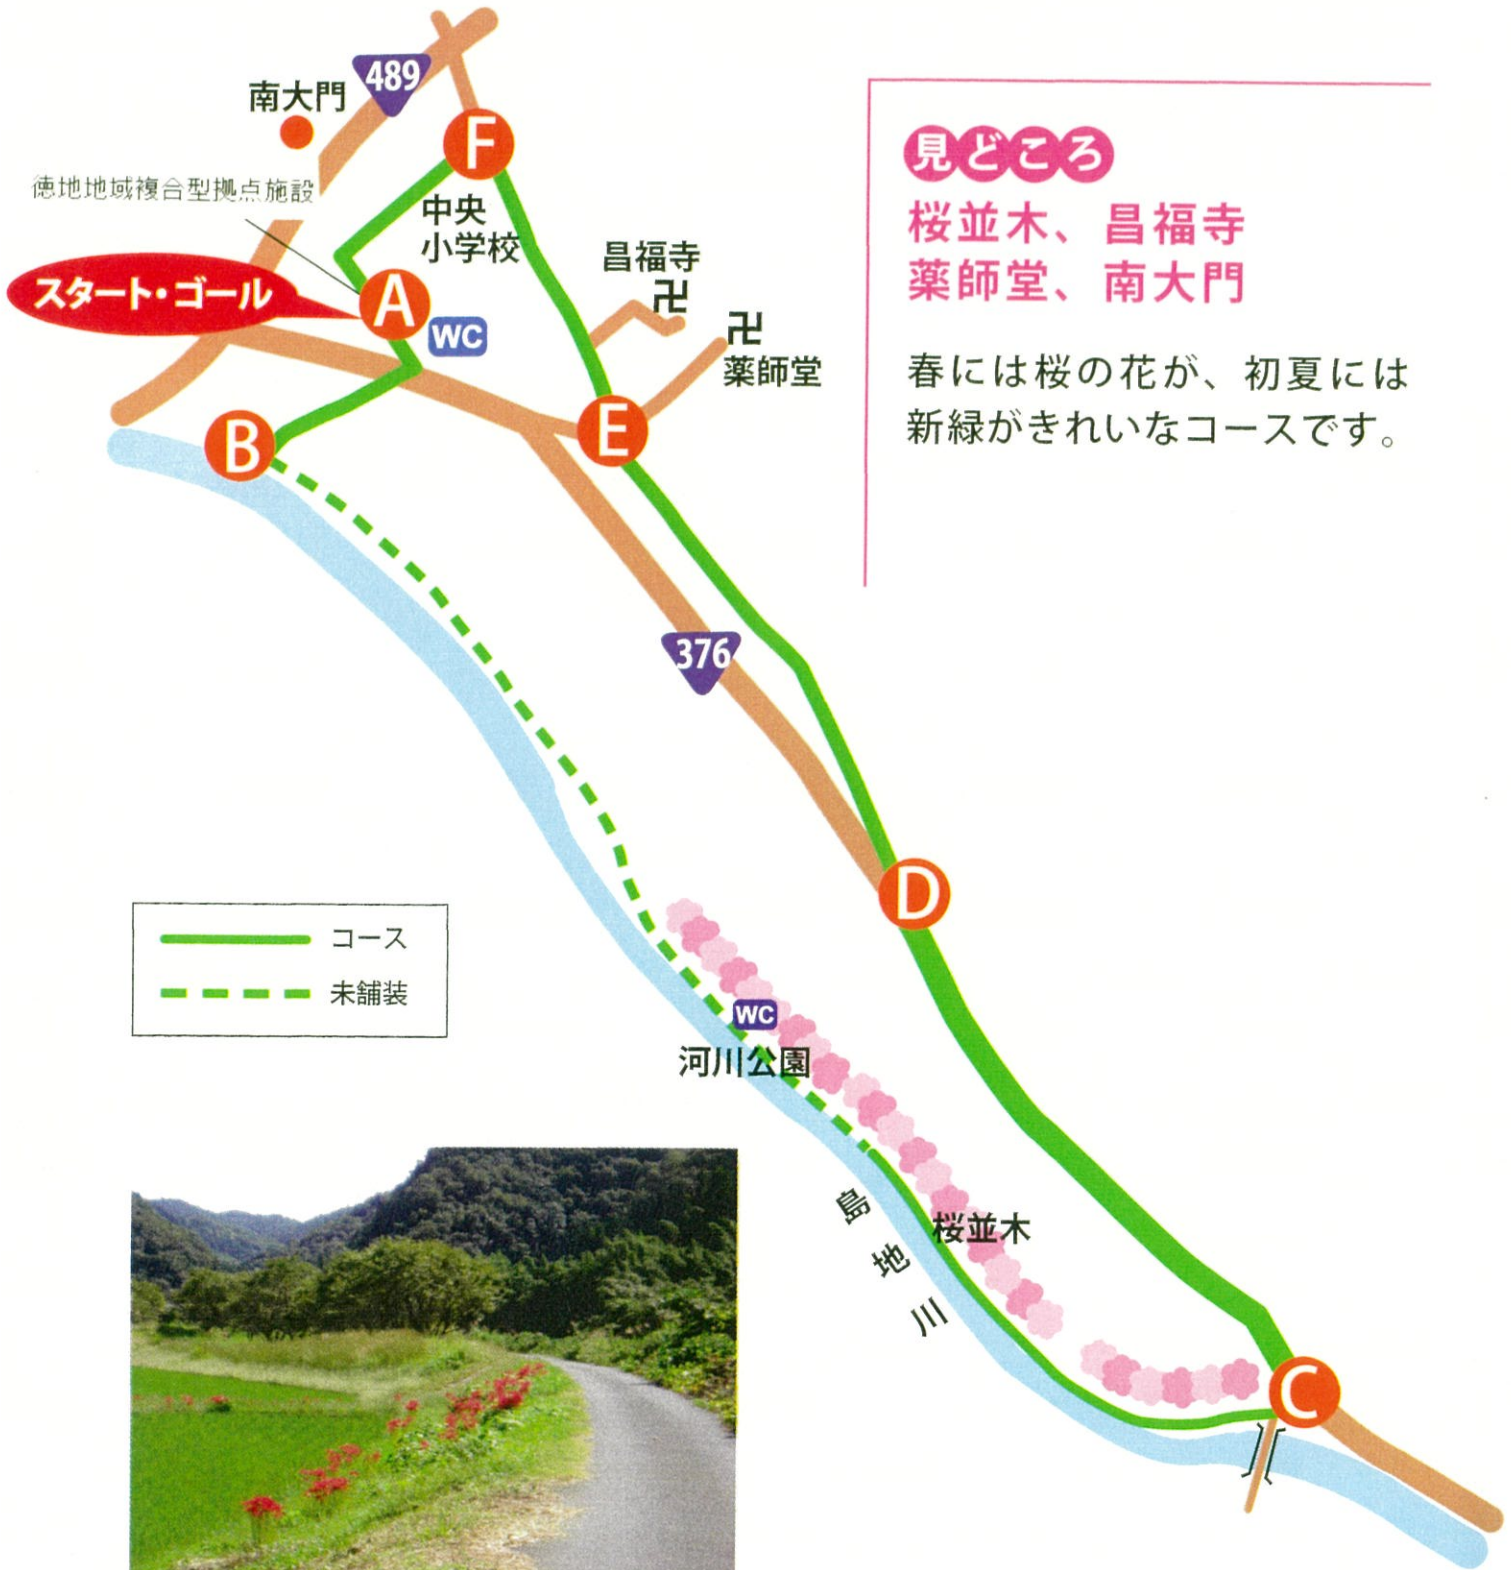 489
南大門
F
徳地地域複合型拠点施設
中央
小学校
スタート・ゴール
A
WC
昌福寺
卍
卍
薬師堂
B
E
見どころ
桜並木、昌福寺
薬師堂、南大門
春には桜の花が、初夏には
新緑がきれいなコースです。
376
D
コース
未舗装
WC
河川公園
島地川
桜並木
C